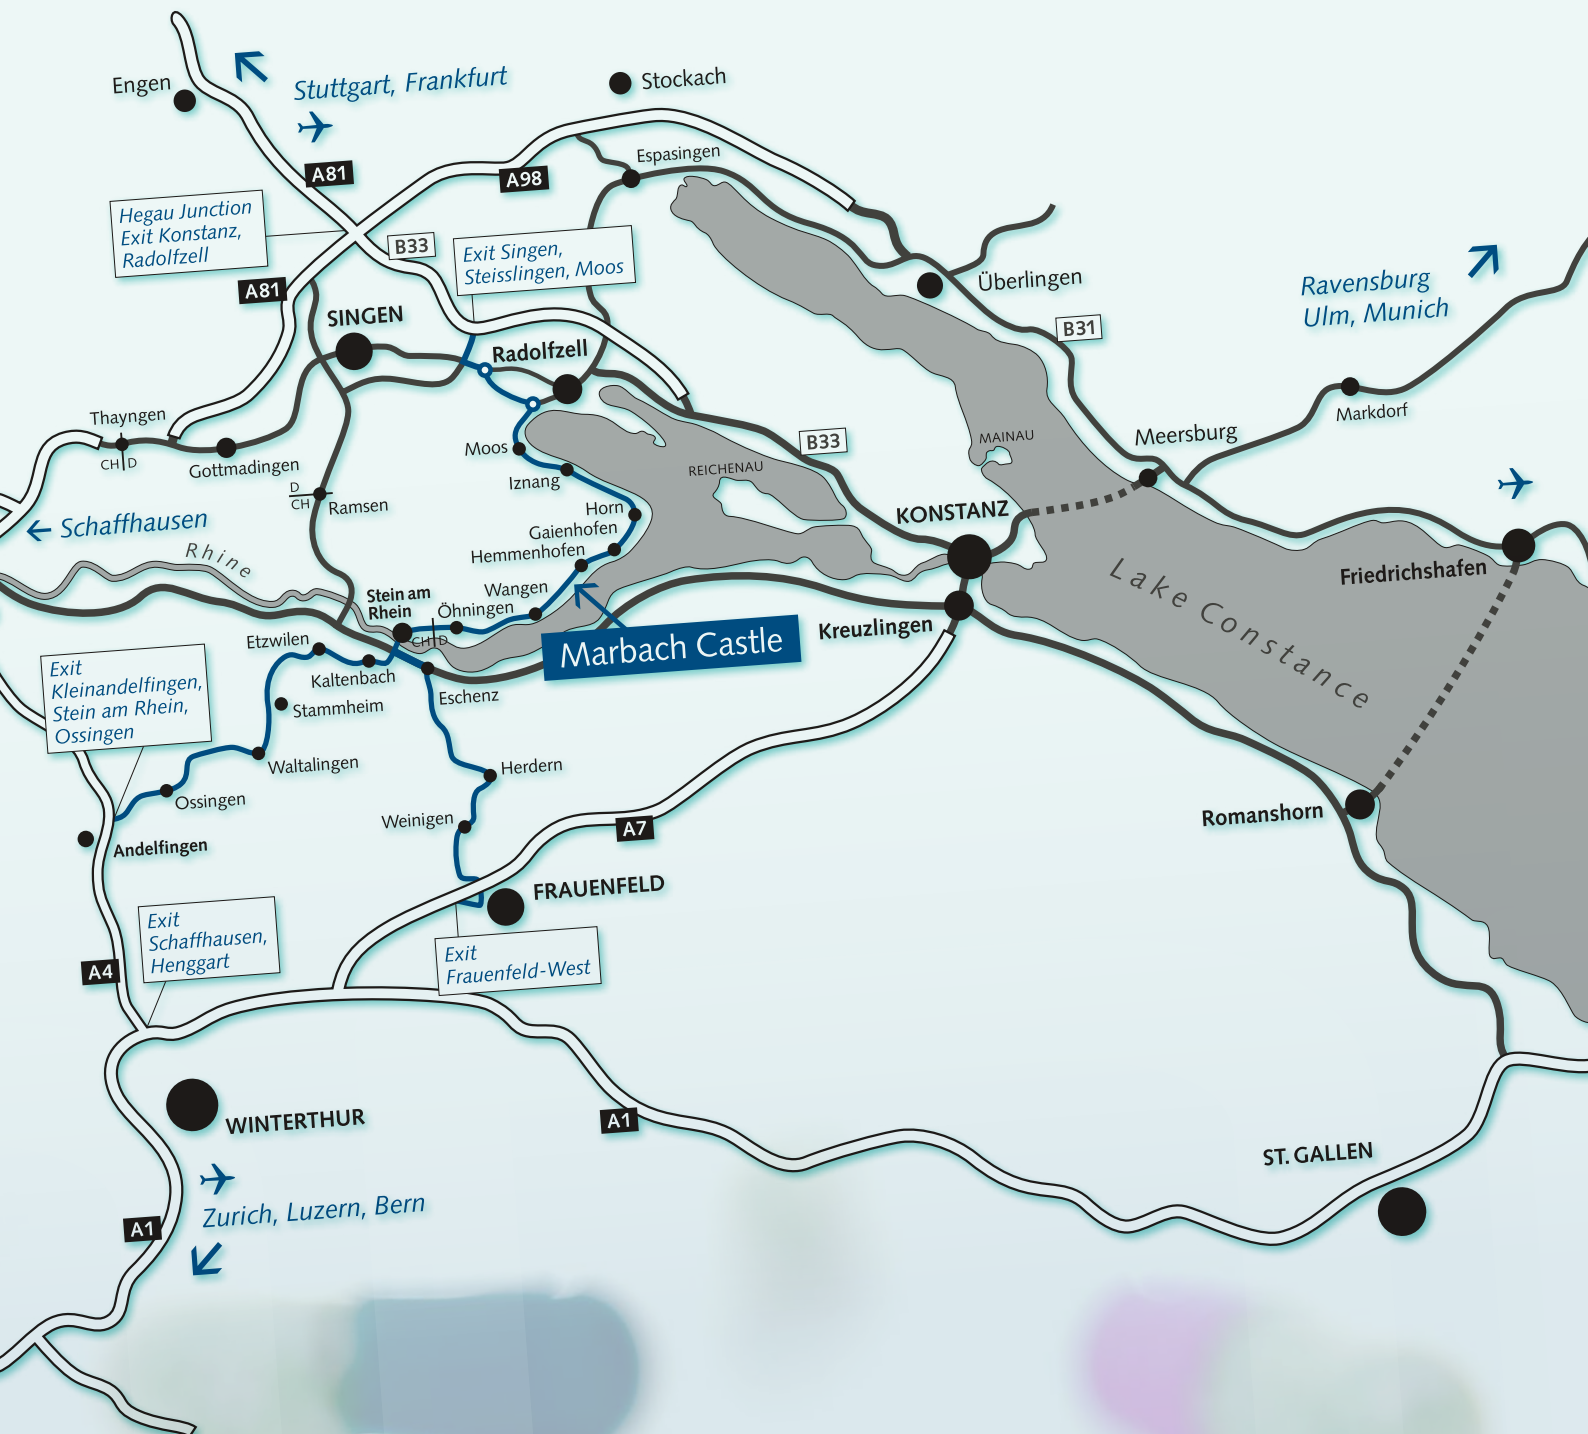 Engen
Stuttgart, Frankfurt
Stockach
A81
A98
Espasingen
Hegau Junction
Exit Konstanz,
Radolfzell
B33
Exit Singen,
Steisslingen, Moos
A81
Überlingen
Ravensburg
Ulm, Munich
SINGEN
B31
Radolfzell
Markdorf
Thayngen
CH D
Gottmadingen
Moos
Meersburg
MAINAU
B33
REICHENAU
Iznang
D
CH
Ramsen
Horn
Gaienhofen
Hemmenhofen
KONSTANZ
Schaffhausen
Rhine
Friedrichshafen
Lake Constance
Wangen
Stein am
Rhein
Öhningen
CH D
Marbach Castle
Kreuzlingen
Etzwilen
Kaltenbach
Eschenz
Exit
Kleinandelfingen,
Stein am Rhein,
Ossingen
Stammheim
Waltalingen
Herdern
Ossingen
Weinigen
A7
Romanshorn
Andelfingen
FRAUENFELD
Exit
Schaffhausen,
Henggart
Exit
Frauenfeld-West
A4
WINTERTHUR
A1
ST. GALLEN
Zurich, Luzern, Bern
A1